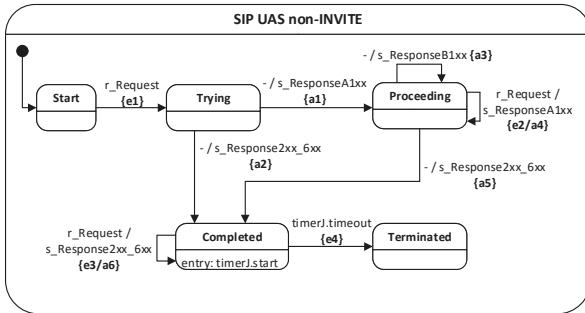 SIP UAS non-INVITE
- / s_ResponseB1xx {a3}
r_Request
{e1}
- / s_ResponseA1xx
{a1}
Start
Trying
Proceeding
r_Request /
s_ResponseA1xx
{e2/a4}
- / s_Response2xx_6xx
{a2}
- / s_Response2xx_6xx
{a5}
r_Request /
s_Response2xx_6xx
{e3/a6}
Completed
entry: timerJ.start
timerJ.timeout
{e4}
Terminated